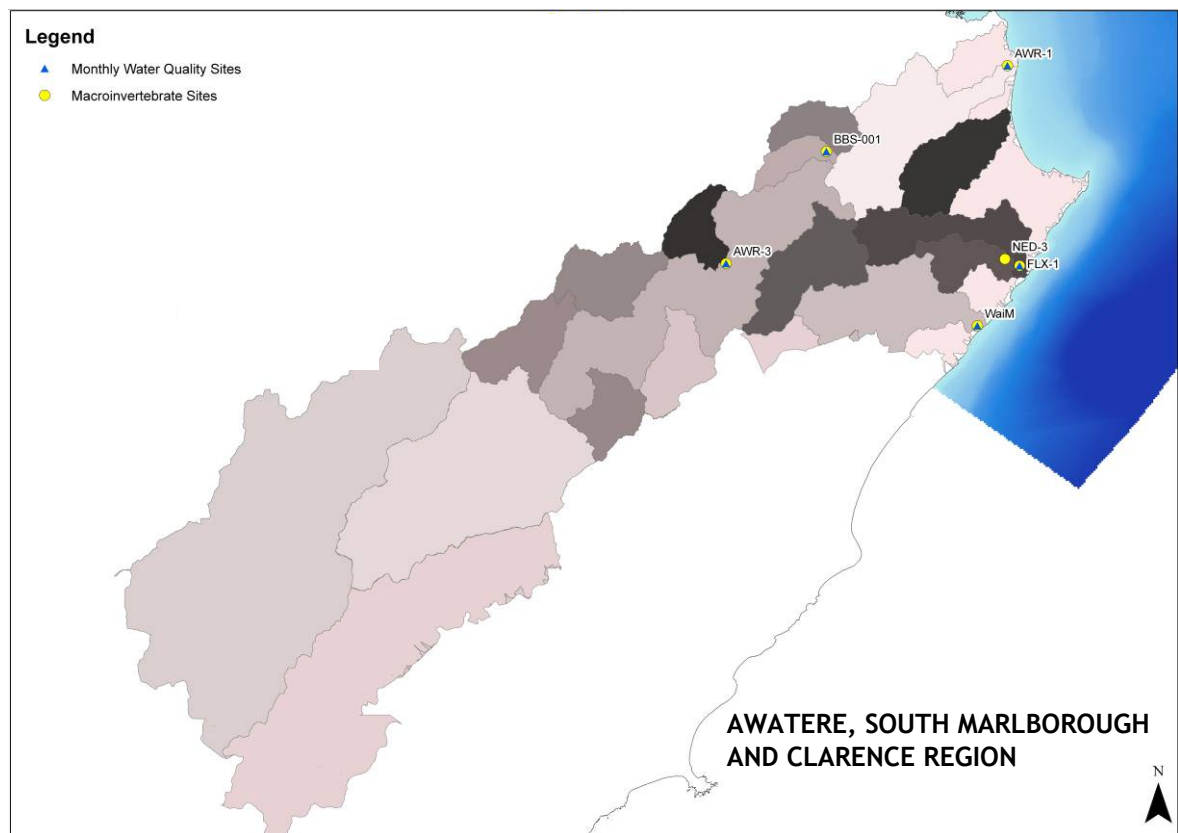 Legend
Monthly Water Quality Sites
Macroinvertebrate Sites
AWR-1
BBS-001
AWR-3
NED-3
FLX-1
WaiM
AWATERE, SOUTH MARLBOROUGH
AND CLARENCE REGION
N